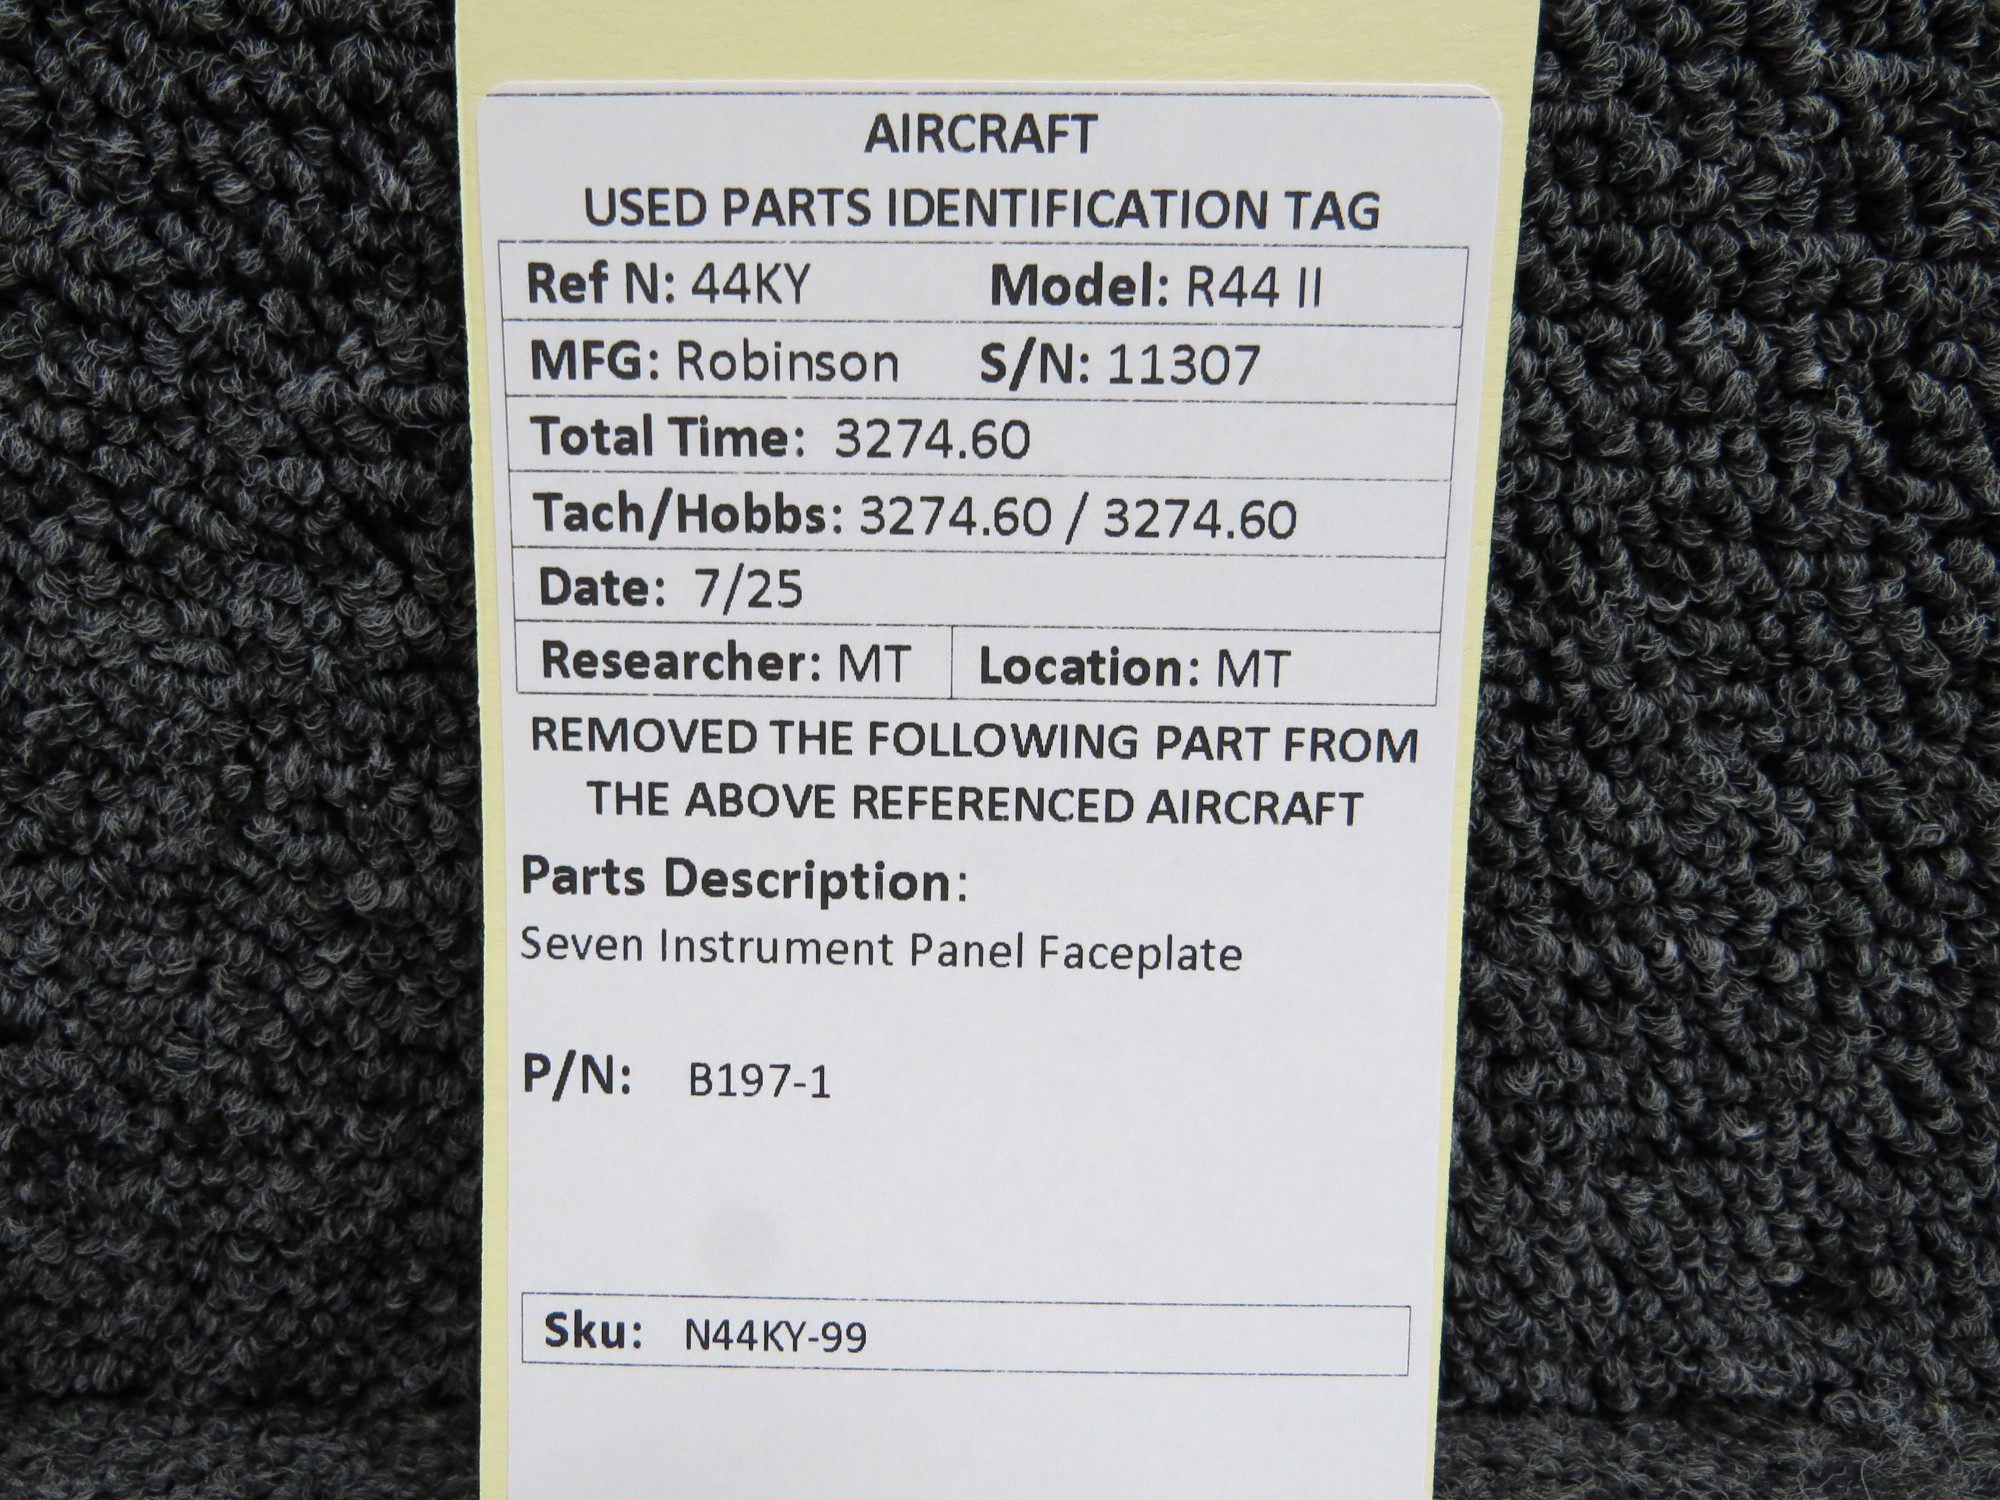 AIRCRAFT
USED PARTS IDENTIFICATION TAG
Ref N: 44KY Model: R44 II
MFG: Robinson S/N: 11307
Total Time: 3274.60
Tach/Hobbs: 3274.60 / 3274.60
Date: 7/25
Researcher: MT Location: MT
REMOVED THE FOLLOWING PART FROM
THE ABOVE REFERENCED AIRCRAFT
Parts Description:
Seven Instrument Panel Faceplate
P/N: B197-1
Sku: N44KY-99